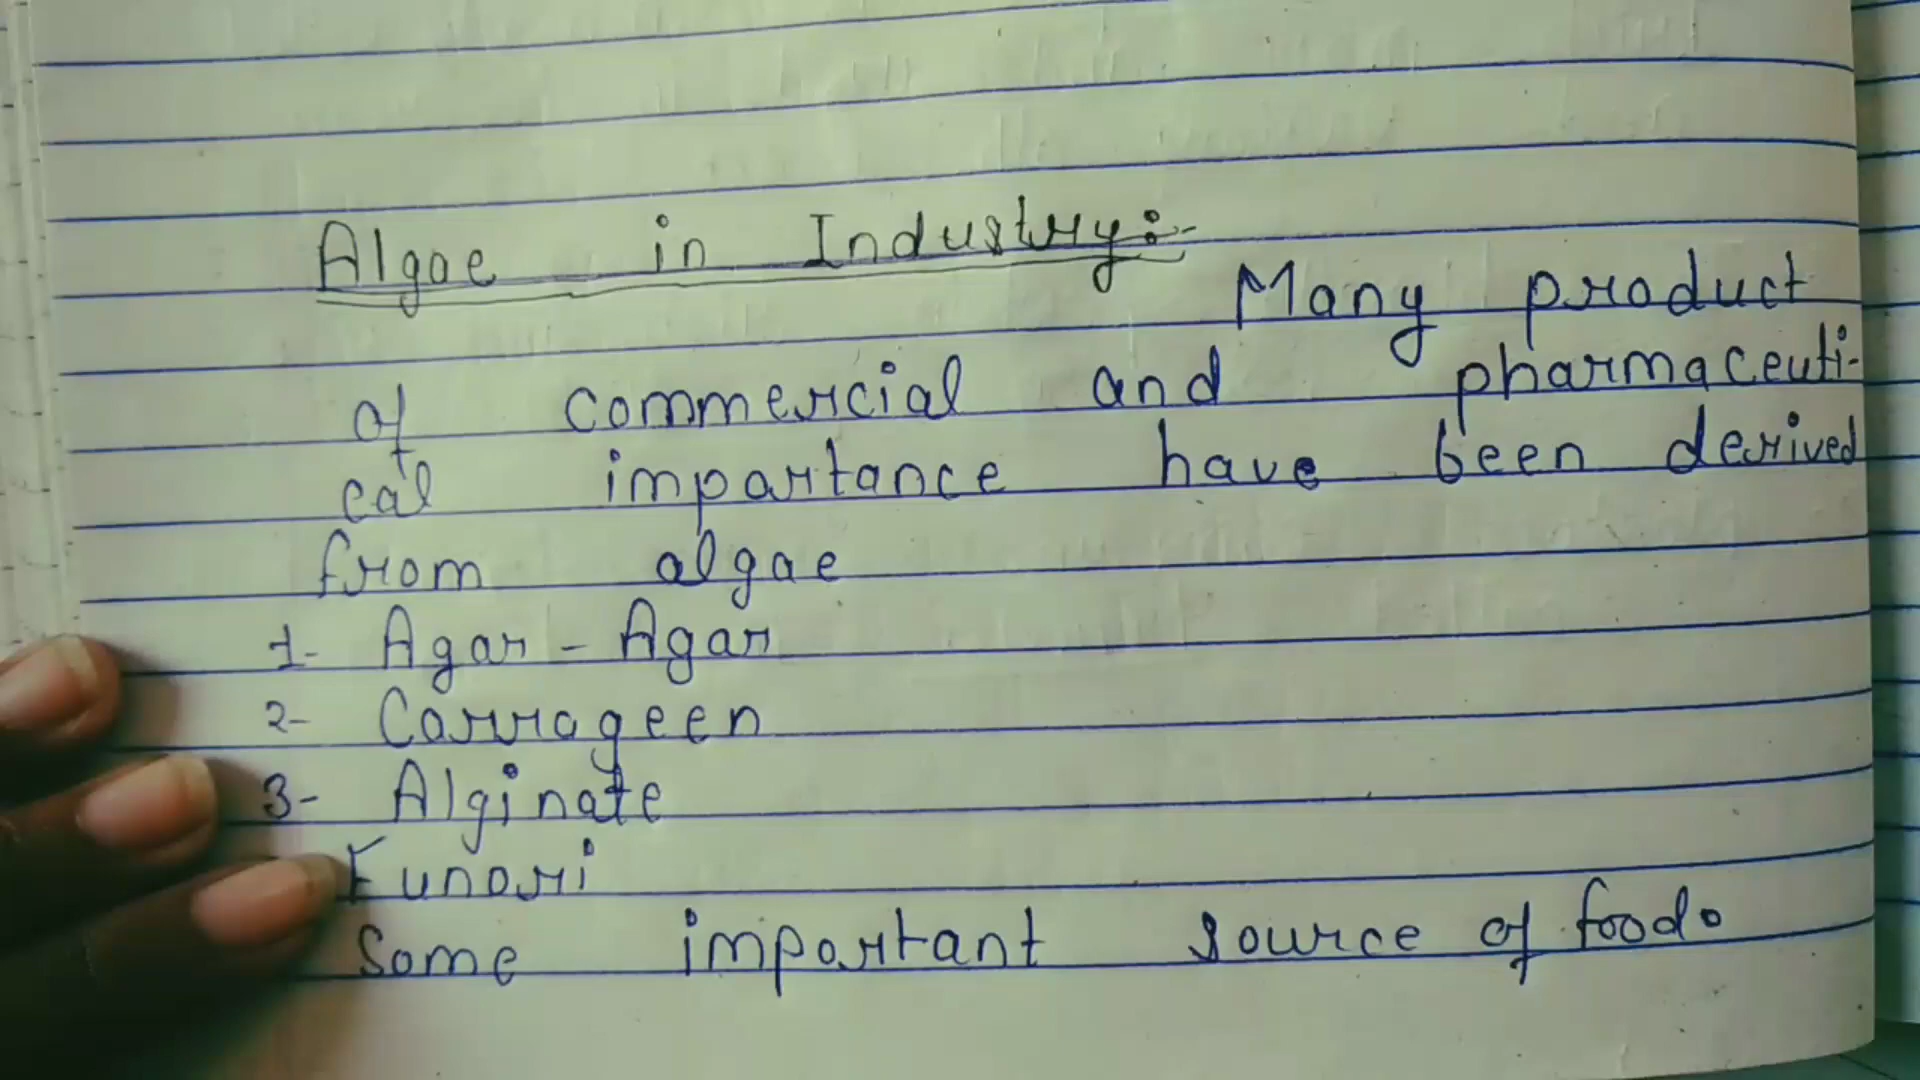 Algae in Industry:-
Many product
of commercial and pharmaceuti-
cal importance have been derived
from algae
1- Agar - Agar
2- Carrageen
3- Alginate
Funori
Some important source of food.